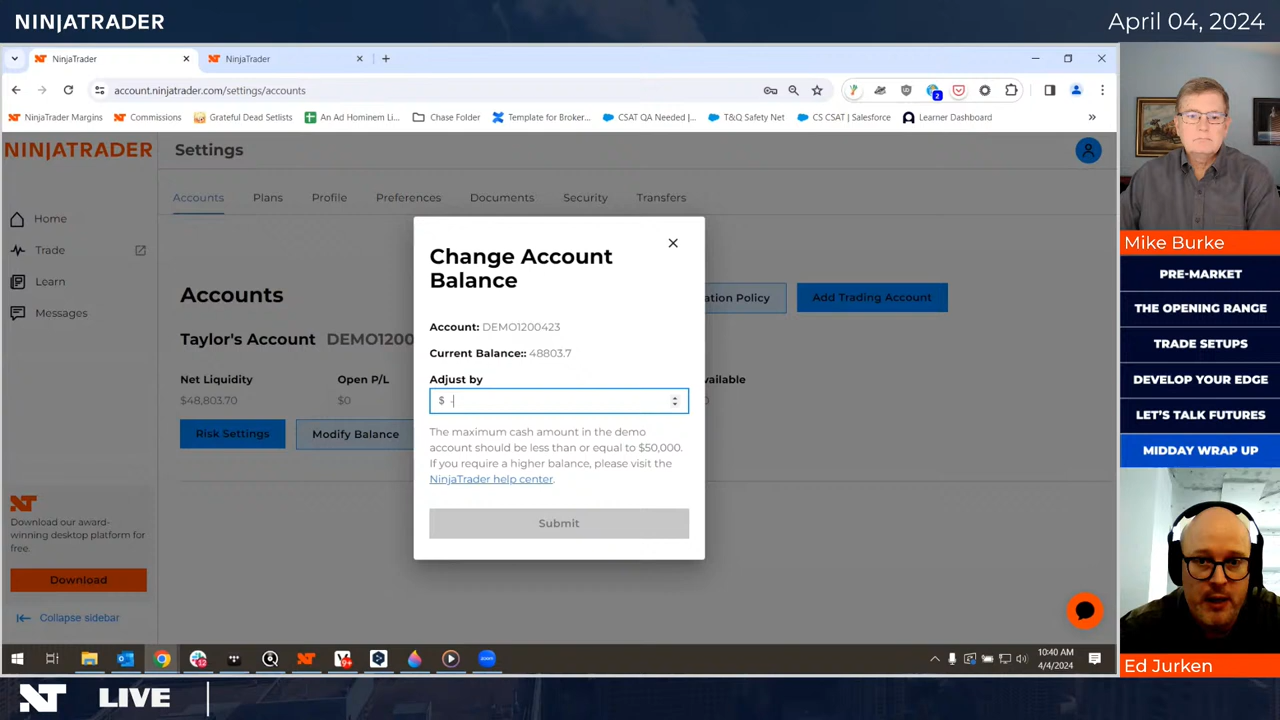 NINJATRADER
April 04, 2024
NinjaTrader
NinjaTrader
account.ninjatrader.com/settings/accounts
2
NinjaTrader Margins
Commissions
Grateful Dead Setlists
An Ad Hominem Li...
Chase Folder
Template for Broker...
CSAT QA Needed |...
T&Q Safety Net
CS CSAT | Salesforce
Learner Dashboard
NINJATRADER
Settings
Accounts
Plans
Profile
Preferences
Documents
Security
Transfers
Home
Trade
Learn
Messages
Accounts
ation Policy
Add Trading Account
Taylor's Account DEMO1200
Net Liquidity
Open P/L
vailable
$48,803.70
$0
Risk Settings
Modify Balance
Change Account
Balance
Account: DEMO1200423
Current Balance:: 48803.7
Adjust by
$ -
The maximum cash amount in the demo
account should be less than or equal to $50,000.
If you require a higher balance, please visit the
NinjaTrader help center.
Submit
Download our award-
winning desktop platform for
free.
Download
Collapse sidebar
10:40 AM
4/4/2024
Mike Burke
PRE-MARKET
THE OPENING RANGE
TRADE SETUPS
DEVELOP YOUR EDGE
LET'S TALK FUTURES
MIDDAY WRAP UP
Ed Jurken
LIVE